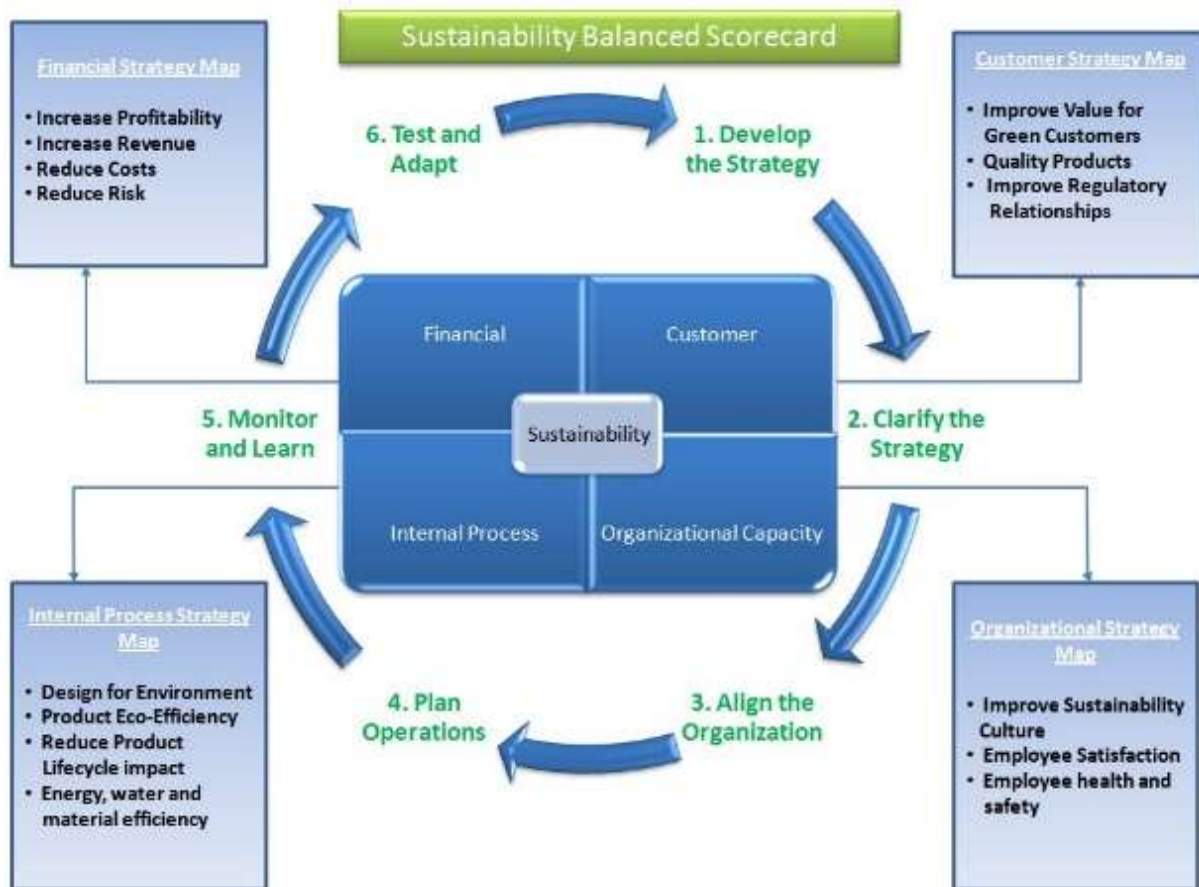 Sustainability Balanced Scorecard
Financial Strategy Map
• Increase Profitability
• Increase Revenue
• Reduce Costs
• Reduce Risk
Customer Strategy Map
• Improve Value for
Green Customers
• Quality Products
• Improve Regulatory
Relationships
6. Test and
Adapt
1. Develop
the Strategy
Financial
Customer
Sustainability
Internal Process
Organizational Capacity
5. Monitor
and Learn
2. Clarify the
Strategy
4. Plan
Operations
3. Align the
Organization
Internal Process Strategy
Map
• Design for Environment
• Product Eco-Efficiency
• Reduce Product
Lifecycle impact
• Energy, water and
material efficiency
Organizational Strategy
Map
• Improve Sustainability
Culture
• Employee Satisfaction
• Employee health and
safety